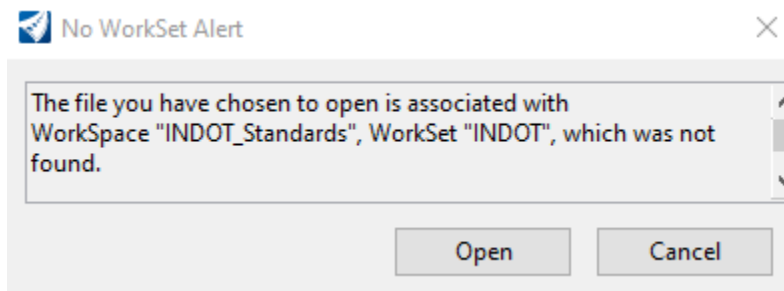 No WorkSet Alert
The file you have chosen to open is associated with
WorkSpace "INDOT_Standards", WorkSet "INDOT", which was not
found.
Open
Cancel